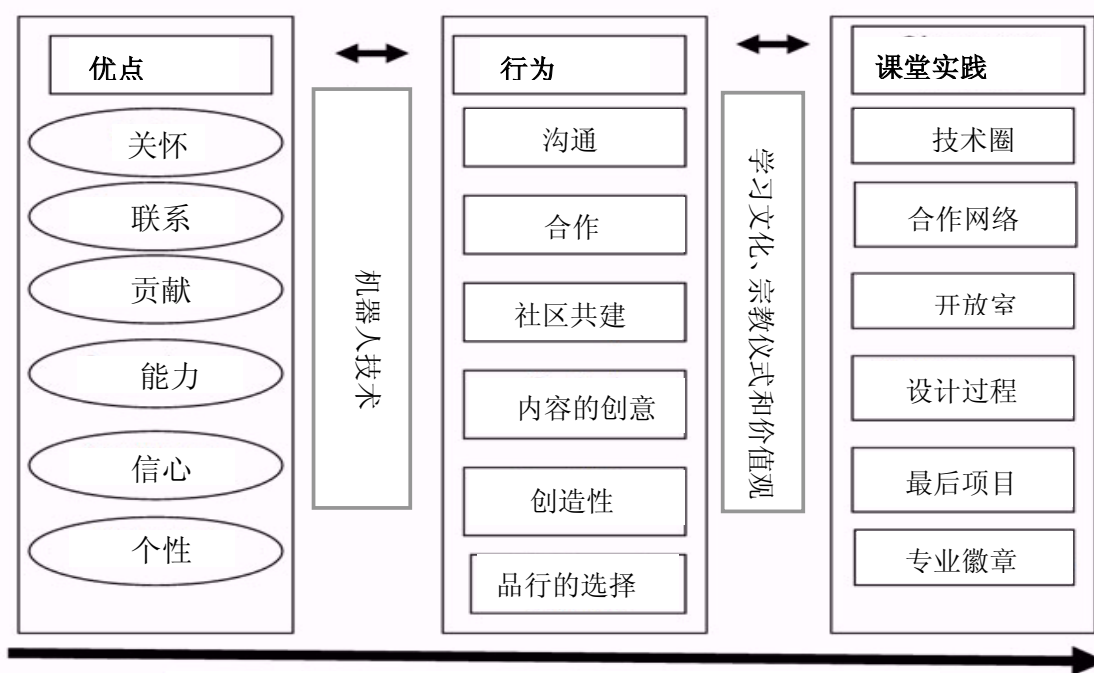 优点
关怀
联系
贡献
能力
信心
个性
机器人技术
行为
沟通
合作
社区共建
内容的创意
创造性
品行的选择
学习文化、宗教仪式和价值观
课堂实践
技术圈
合作网络
开放室
设计过程
最后项目
专业徽章